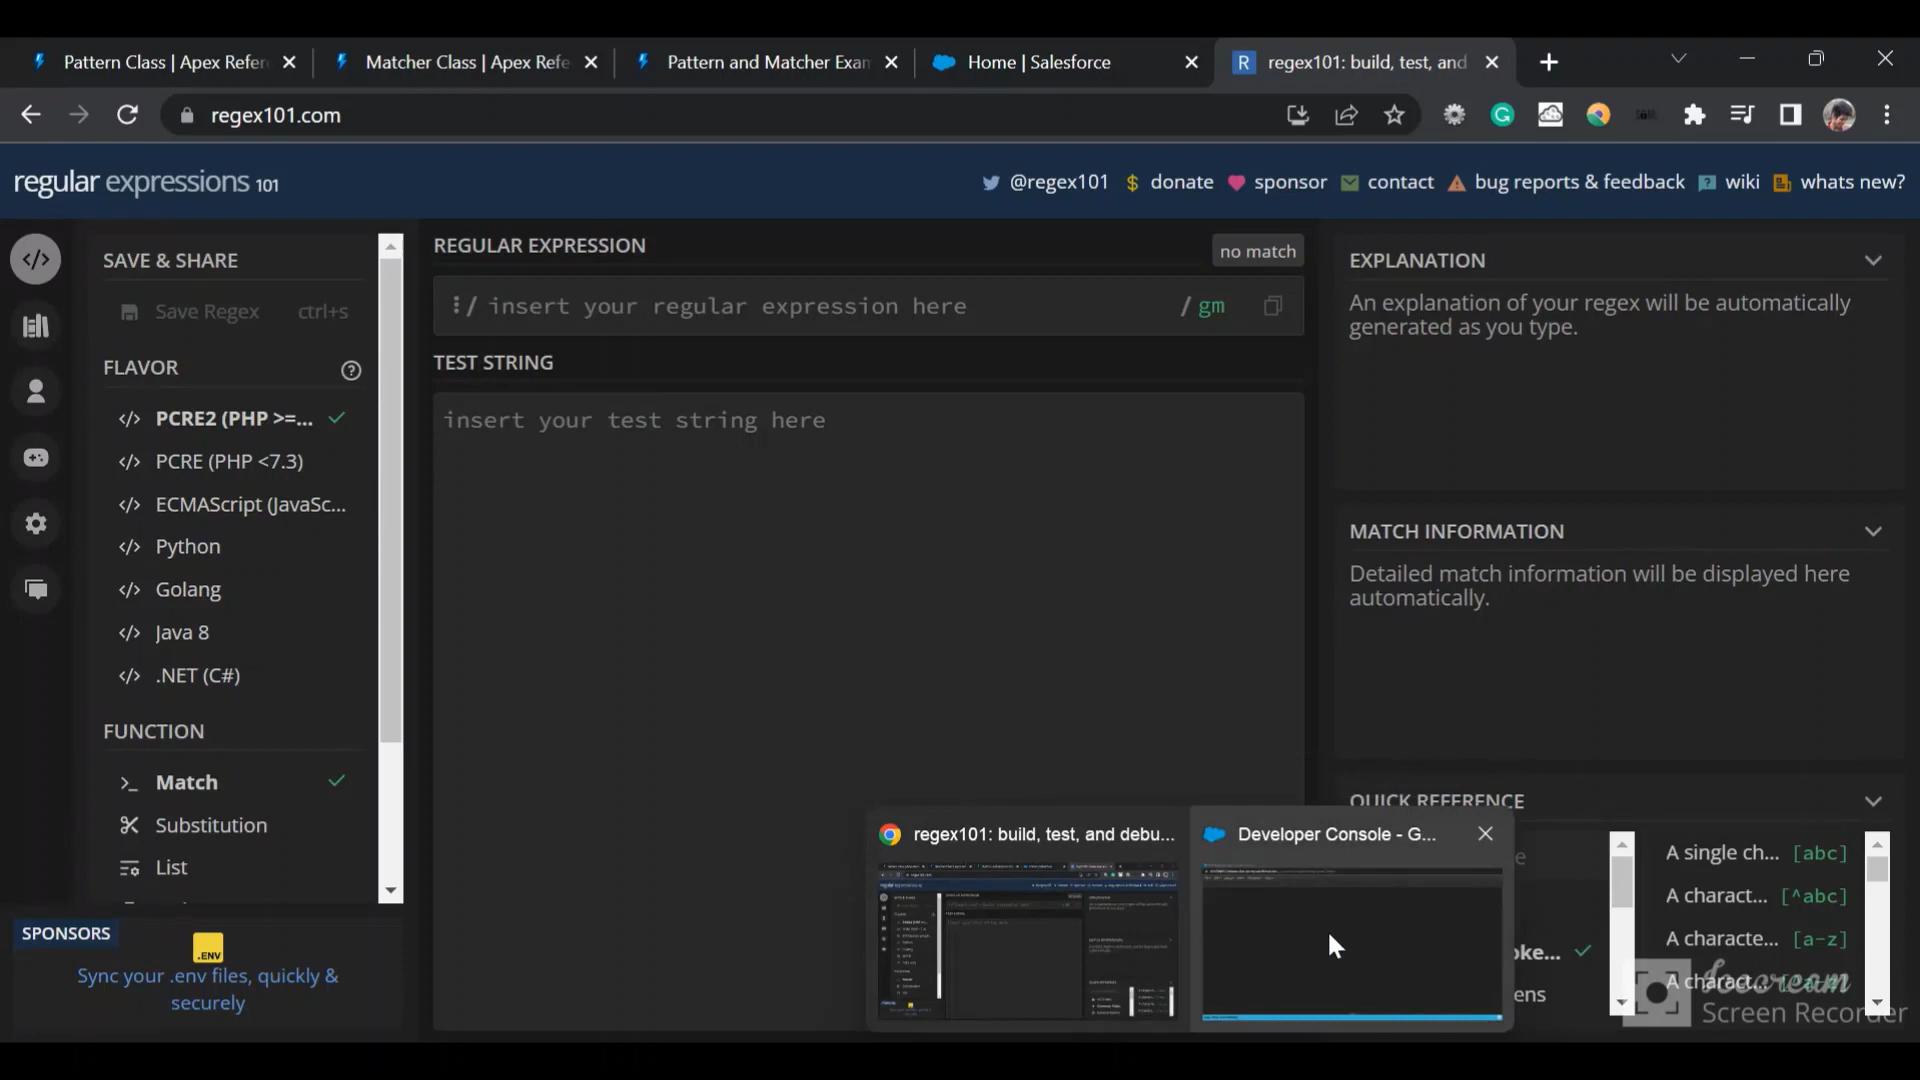 Pattern Class | Apex Refer
Matcher Class | Apex Refe
Pattern and Matcher Exam
Home | Salesforce
regex101: build, test, and
regex101.com
regular expressions 101
@regex101
donate
sponsor
contact
bug reports & feedback
wiki
whats new?
SAVE & SHARE
Save Regex ctrl+s
FLAVOR
PCRE2 (PHP >=...
PCRE (PHP <7.3)
ECMAScript (JavaSc...
Python
Golang
Java 8
.NET (C#)
FUNCTION
Match
Substitution
List
SPONSORS
.ENV
Sync your .env files, quickly &
securely
REGULAR EXPRESSION
no match
/ insert your regular expression here / gm
TEST STRING
insert your test string here
EXPLANATION
An explanation of your regex will be automatically
generated as you type.
MATCH INFORMATION
Detailed match information will be displayed here
automatically.
QUICK REFERENCE
A single ch... [abc]
A charact... [^abc]
A characte... [a-z]
A charact...
oke...
ens
regex101: build, test, and debu...
Developer Console - G...
Icecream
Screen Recorder